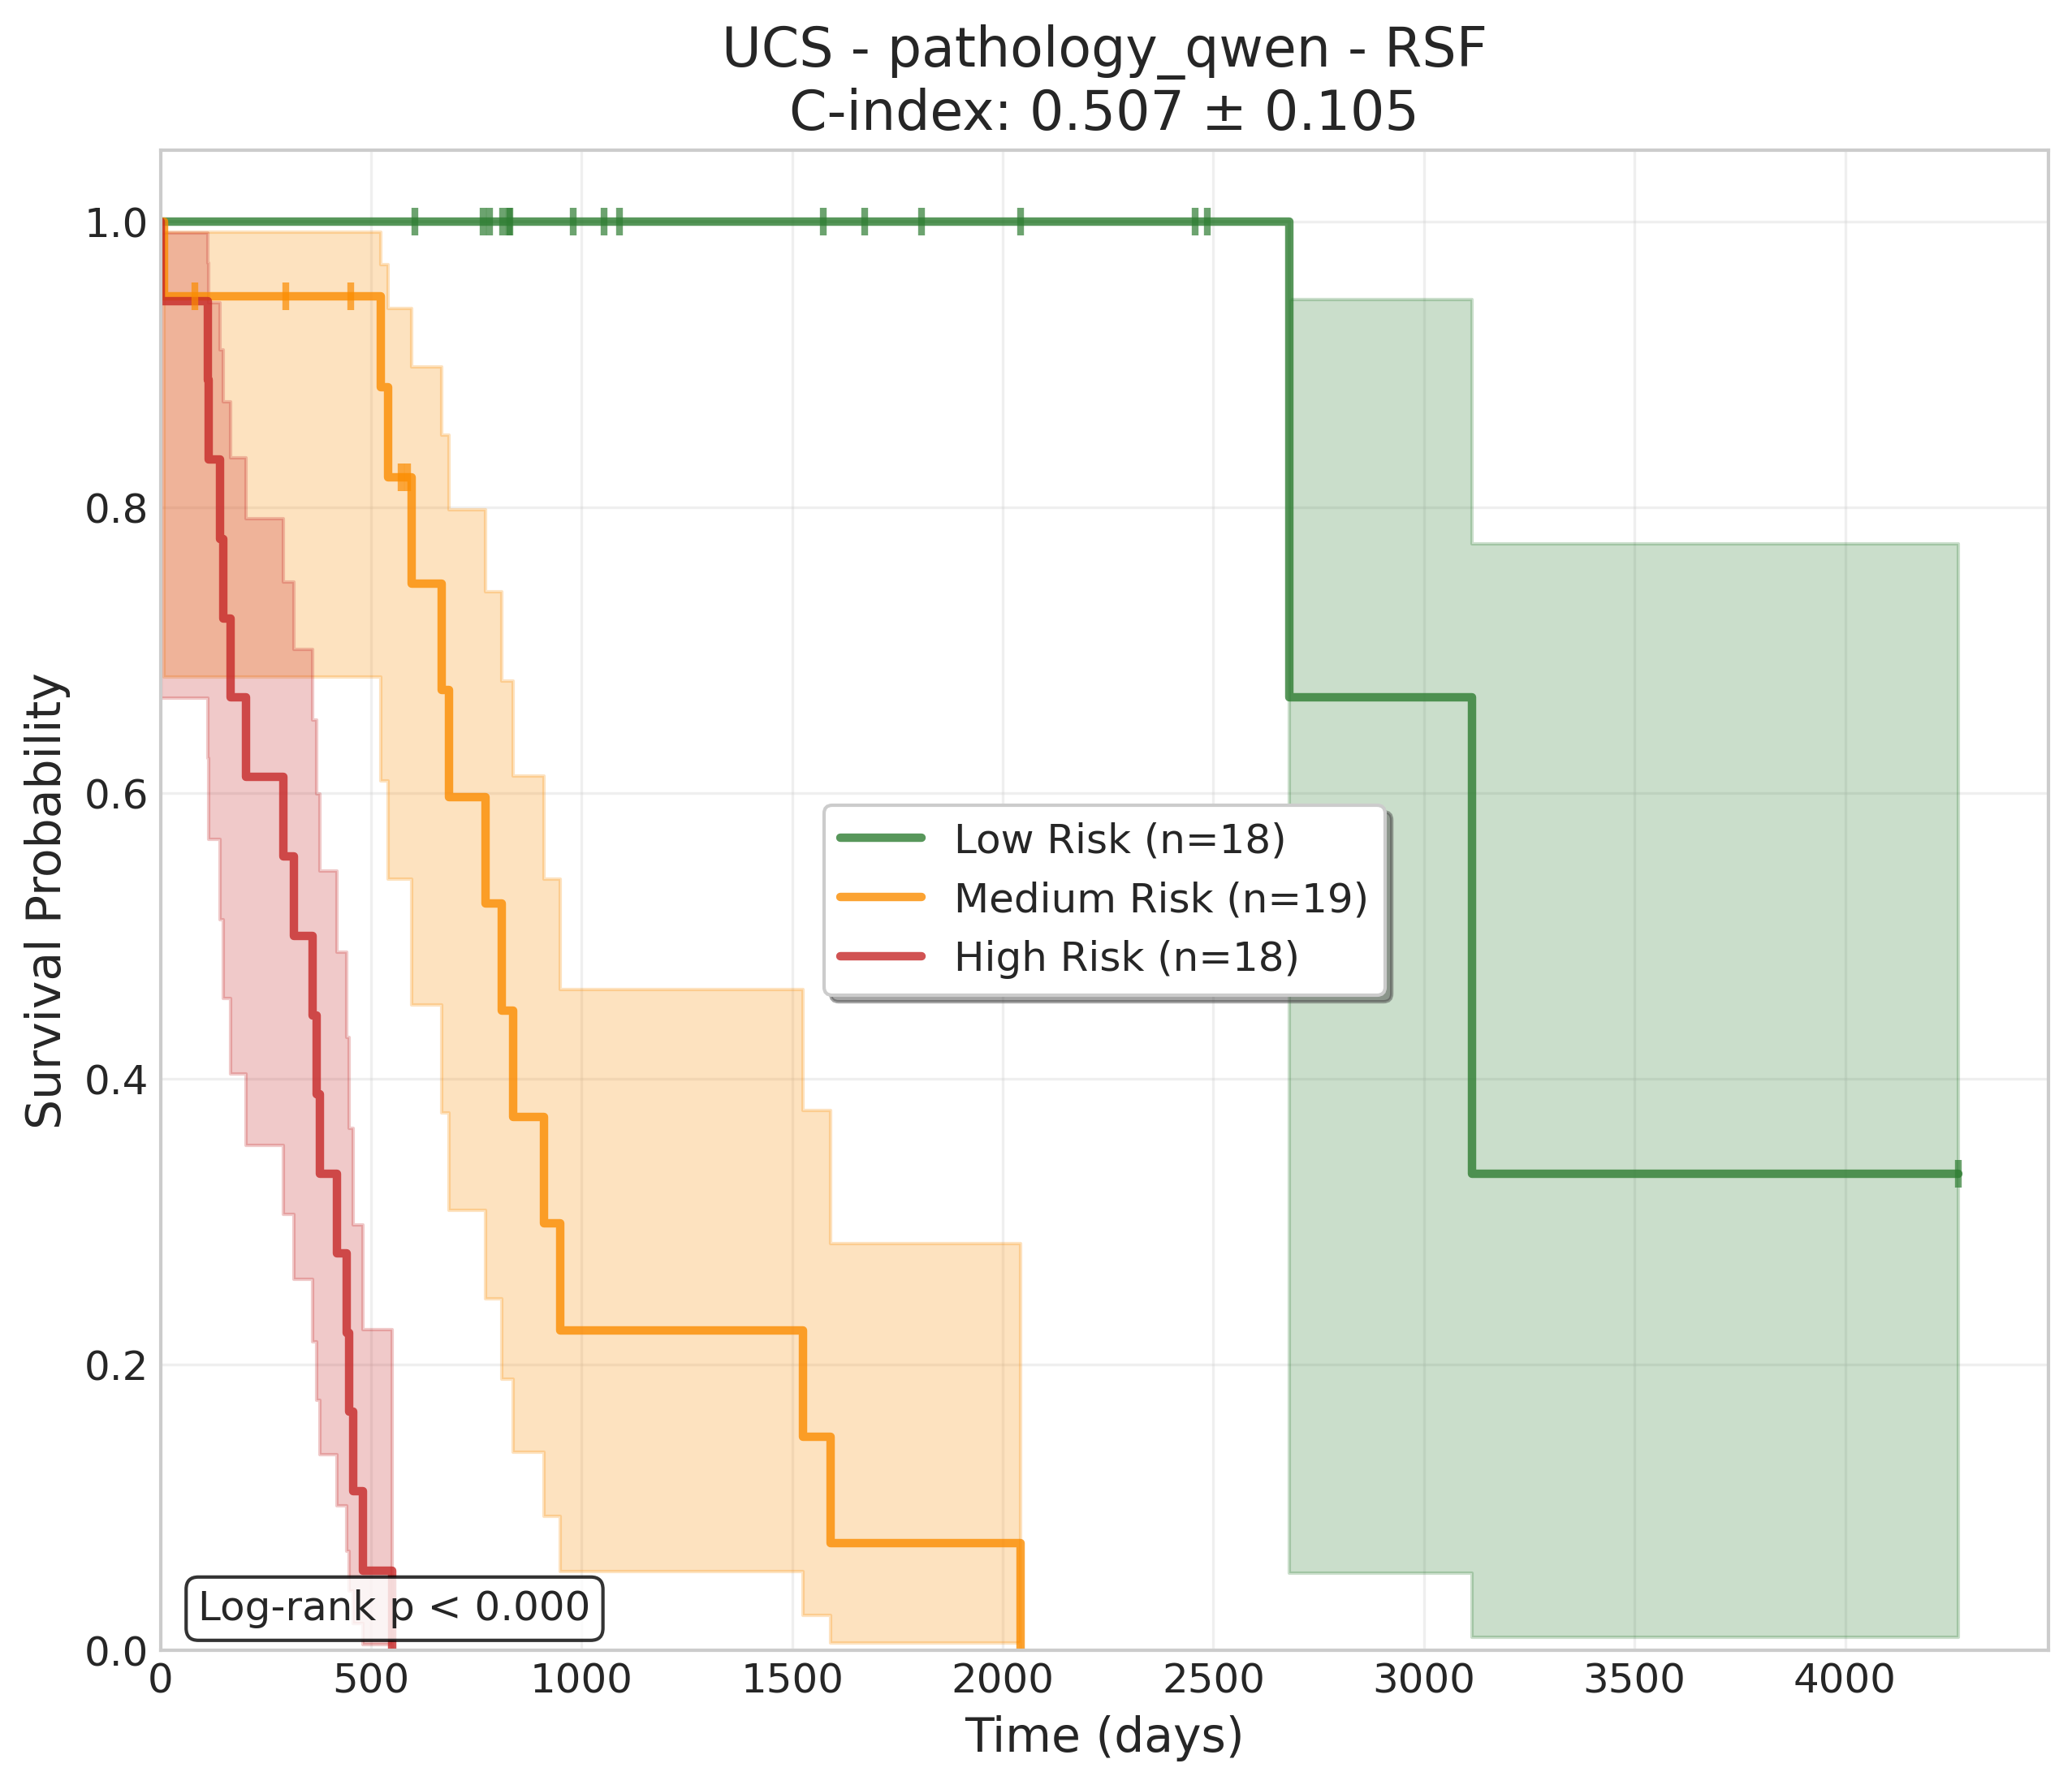 UCS - pathology_qwen - RSF
C-index: 0.507 ± 0.105
Survival Probability
1.0
0.8
0.6
0.4
0.2
0.0
Low Risk (n=18)
Medium Risk (n=19)
High Risk (n=18)
Log-rank p < 0.000
0 500 1000 1500 2000 2500 3000 3500 4000
Time (days)